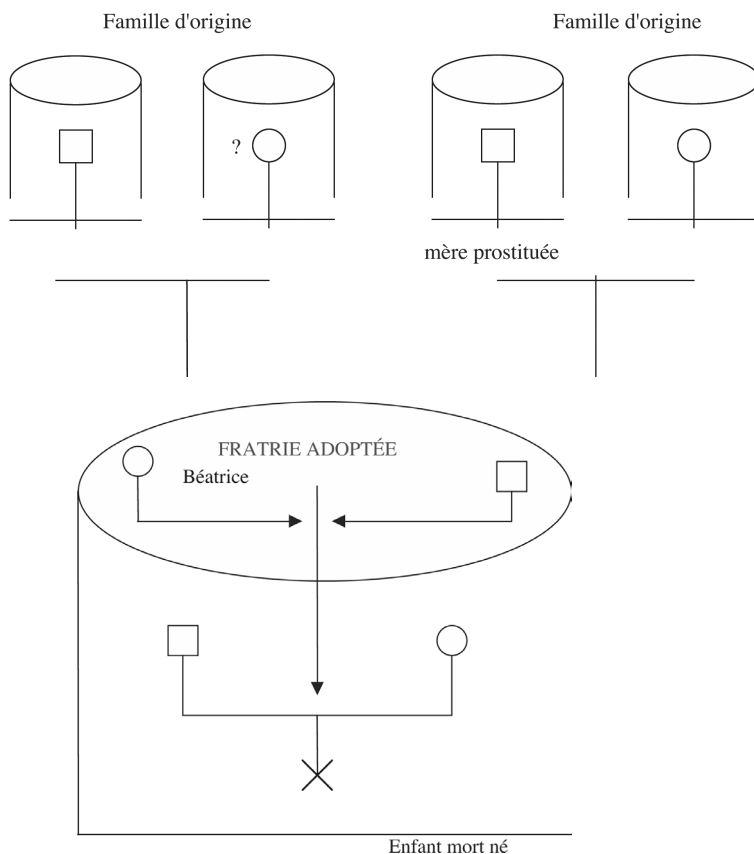 Famille d'origine
Famille d'origine
?
mère prostituée
FRATRIE ADOPTÉE
Béatrice
Enfant mort né